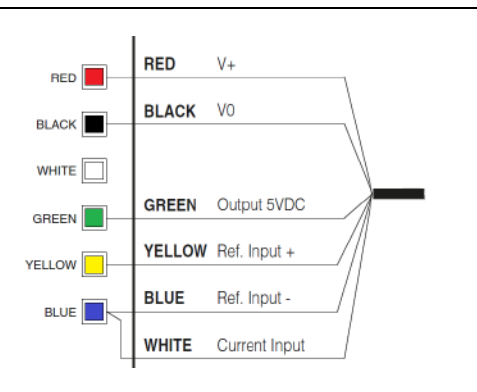 RED RED V+
BLACK BLACK V0
WHITE
GREEN GREEN Output 5VDC
YELLOW YELLOW Ref. Input +
BLUE BLUE Ref. Input -
WHITE Current Input